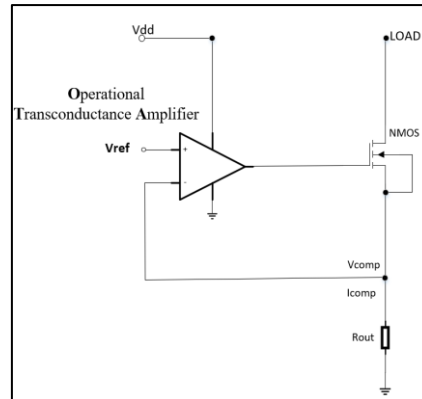 Vdd
LOAD
Operational
Transconductance Amplifier
NMOS
Vref
+
-
Vcomp
Icomp
Rout